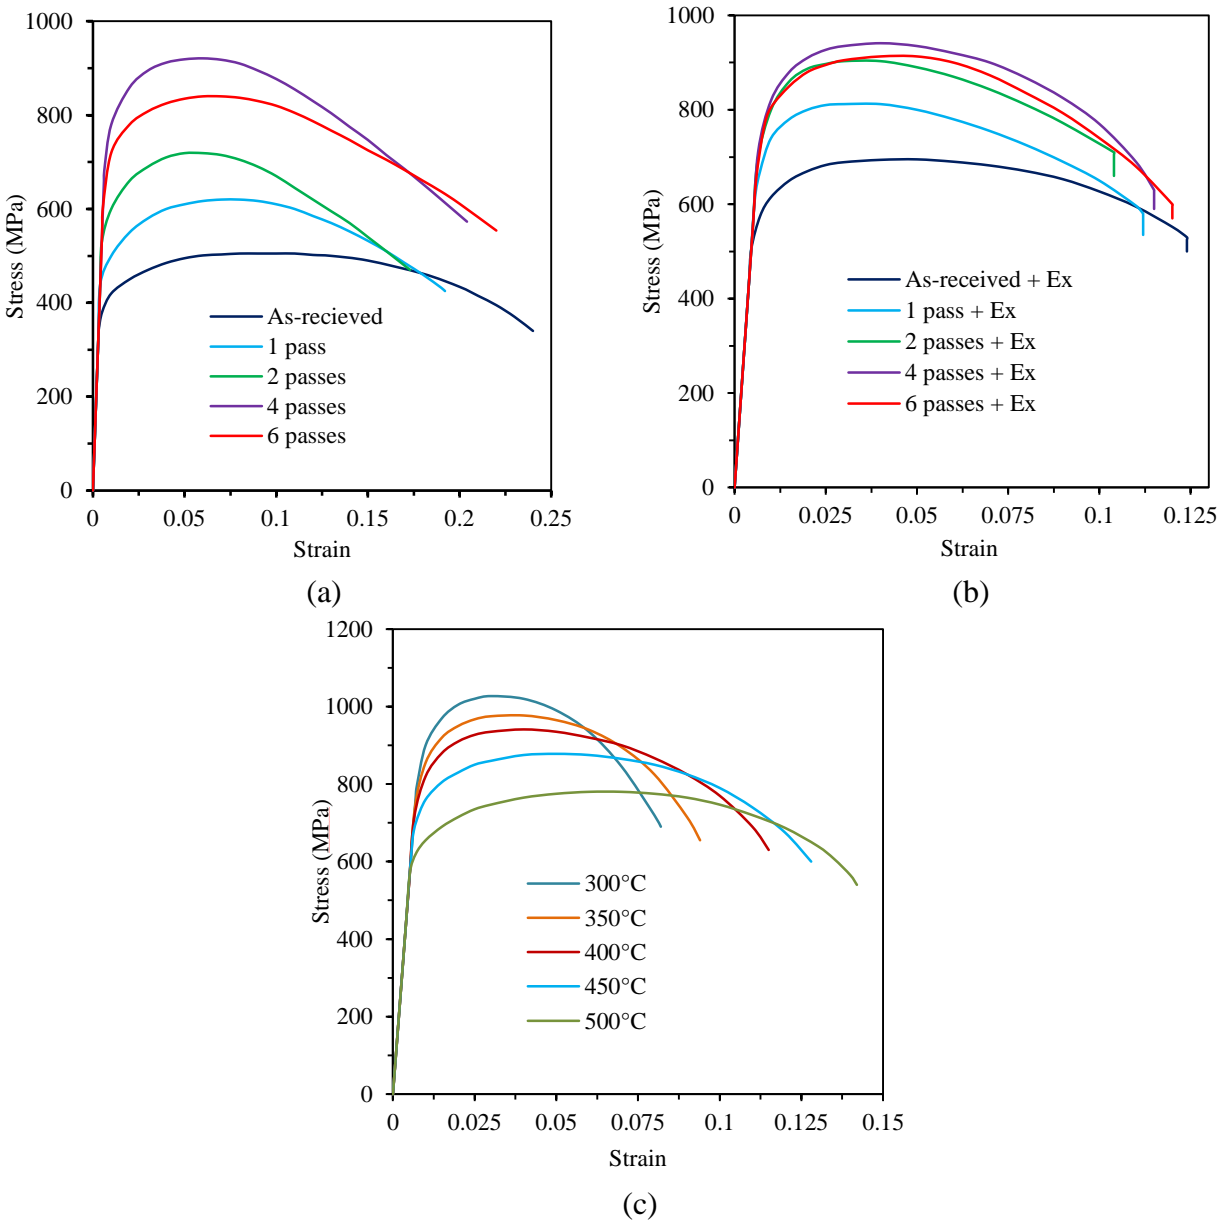 1000
800
600
400
200
0
Stress (MPa)
As-recieved
1 pass
2 passes
4 passes
6 passes
0 0.05 0.1 0.15 0.2 0.25
Strain
(a)
1000
800
600
400
200
0
Stress (MPa)
As-received + Ex
1 pass + Ex
2 passes + Ex
4 passes + Ex
6 passes + Ex
0 0.025 0.05 0.075 0.1 0.125
Strain
(b)
1200
1000
800
600
400
200
0
Stress (MPa)
300°C
350°C
400°C
450°C
500°C
0 0.025 0.05 0.075 0.1 0.125 0.15
Strain
(c)